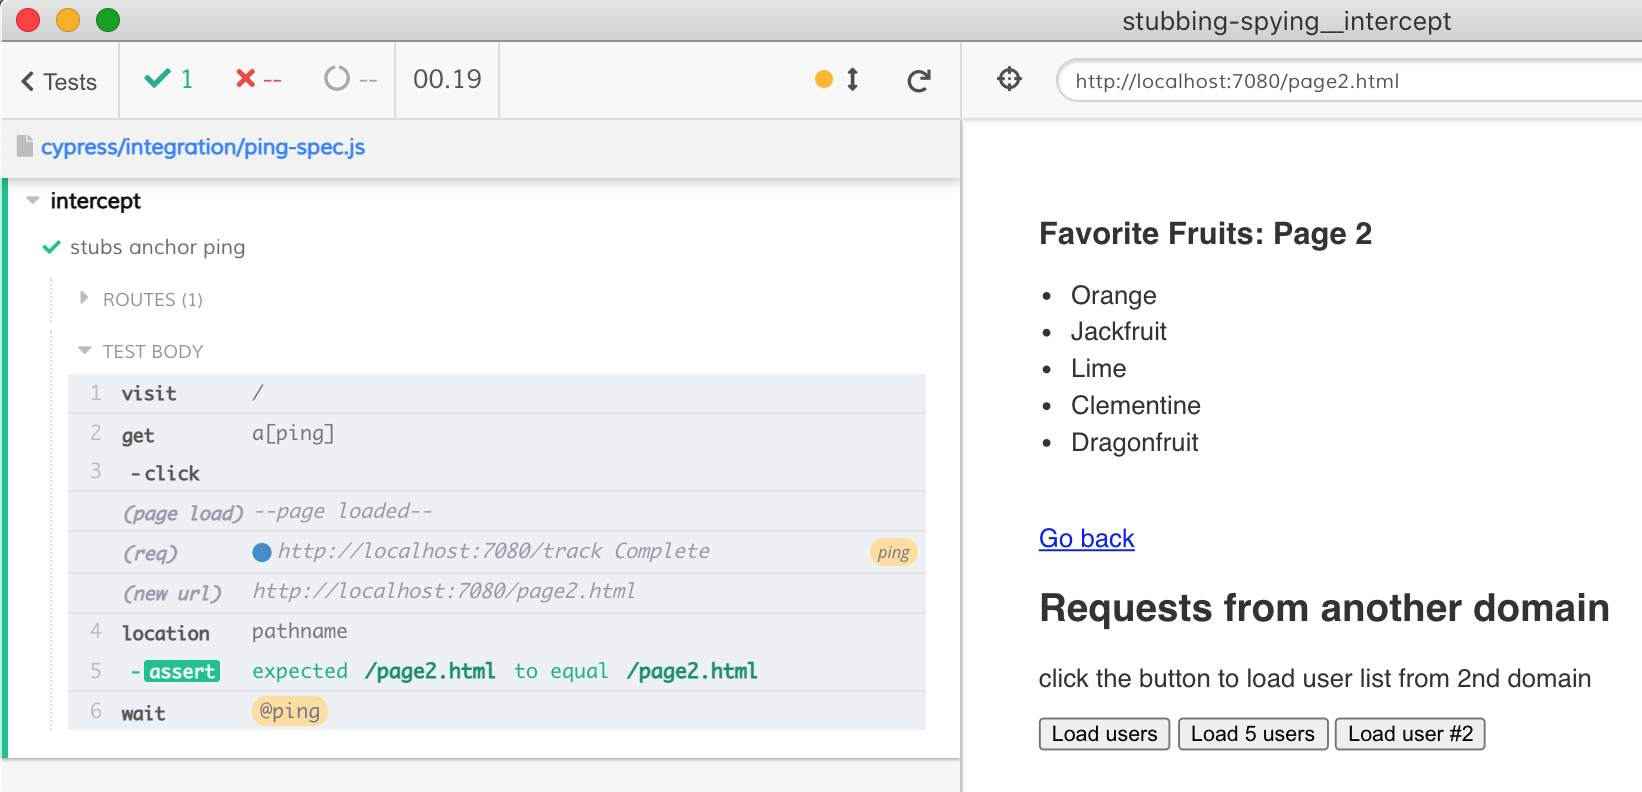 stubbing-spying__intercept
Tests 1 -- -- 00.19
http://localhost:7080/page2.html
cypress/integration/ping-spec.js
intercept
stubs anchor ping
ROUTES (1)
TEST BODY
1 visit /
2 get a[ping]
3 -click
(page load) --page loaded--
(req) http://localhost:7080/track Complete ping
(new url) http://localhost:7080/page2.html
4 location pathname
5 -assert expected /page2.html to equal /page2.html
6 wait @ping
Favorite Fruits: Page 2
• Orange
• Jackfruit
• Lime
• Clementine
• Dragonfruit
Go back
Requests from another domain
click the button to load user list from 2nd domain
Load users Load 5 users Load user #2